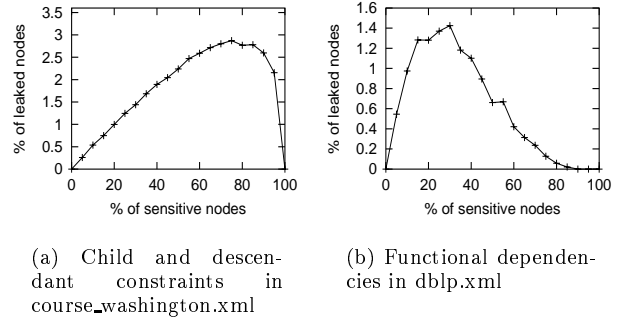 3.5
3
2.5
2
1.5
1
0.5
0
0 20 40 60 80 100
% of leaked nodes
% of sensitive nodes
1.6
1.4
1.2
1
0.8
0.6
0.4
0.2
0
0 20 40 60 80 100
% of leaked nodes
% of sensitive nodes
(a) Child and descen-
dant constraints in
course_washington.xml
(b) Functional dependen-
cies in dblp.xml